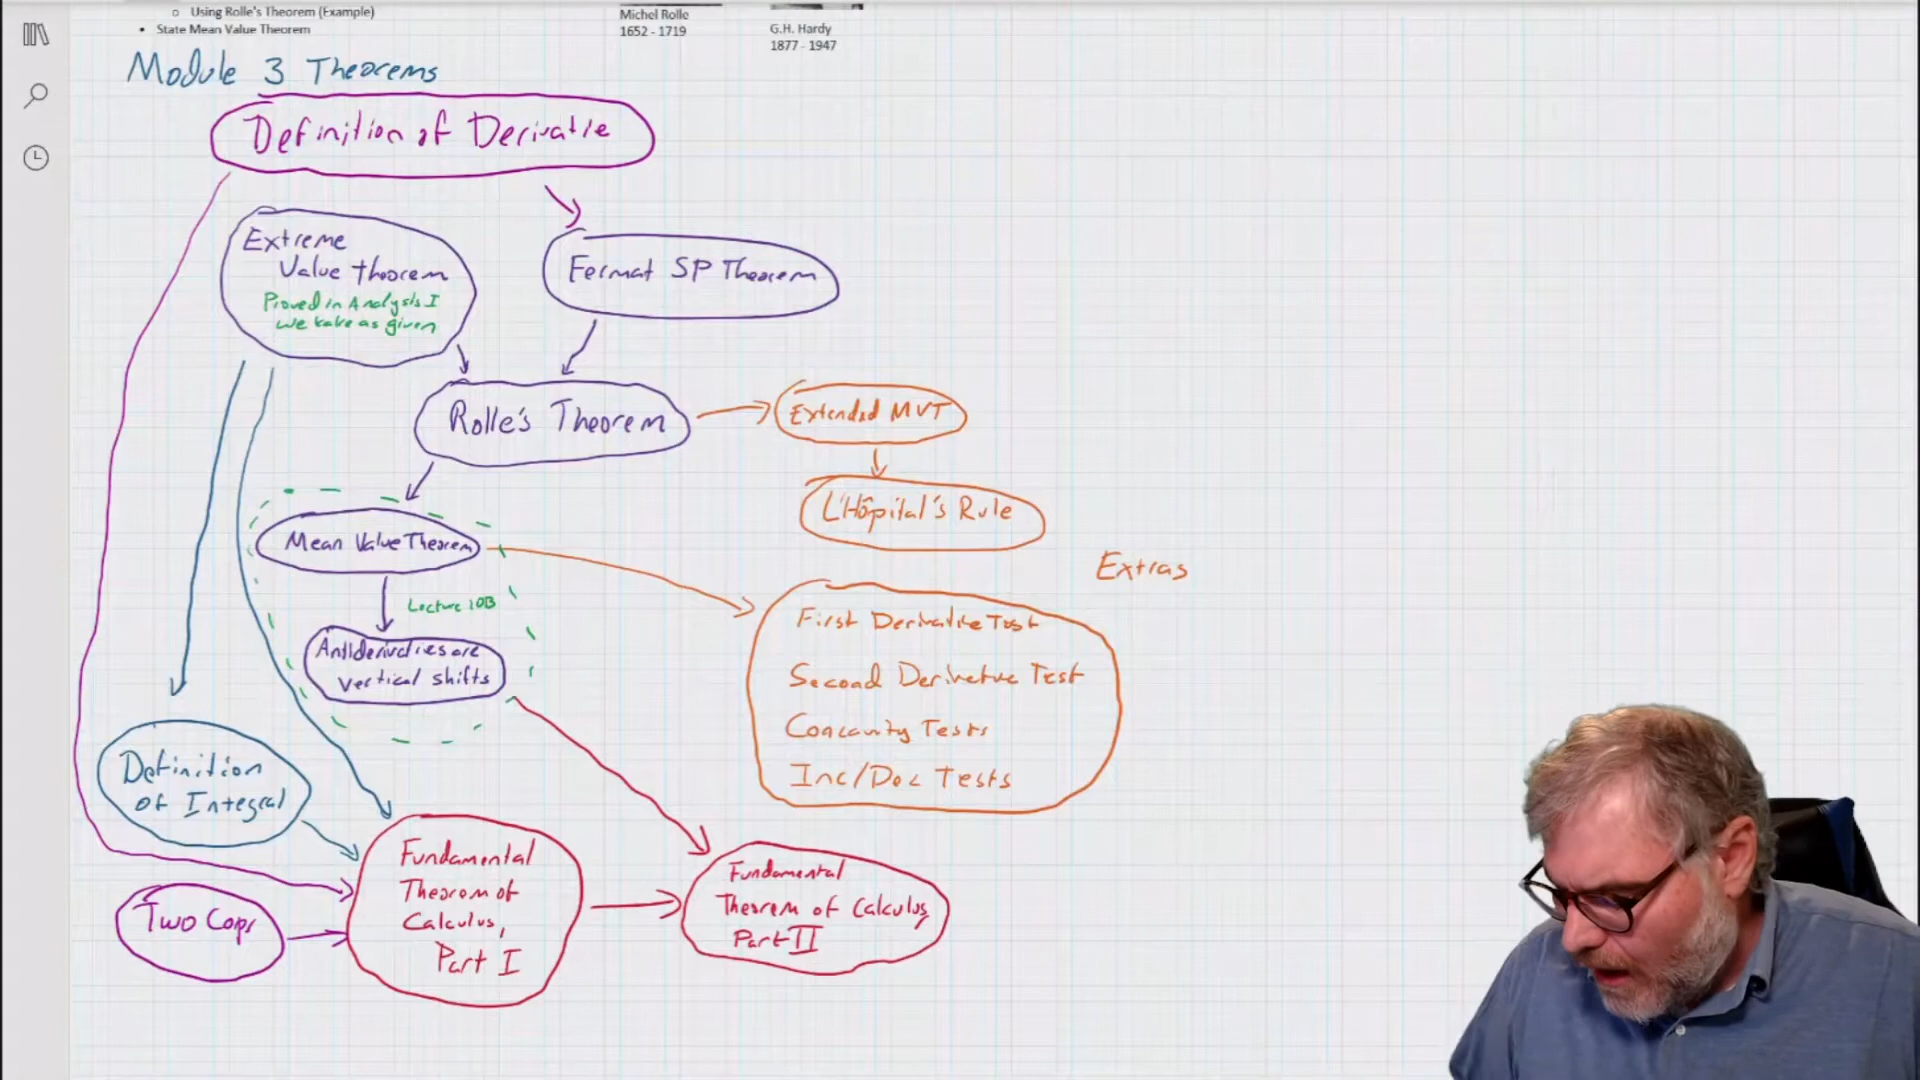 Using Rolle's Theorem (Example)
State Mean Value Theorem
Michel Rolle
1652 - 1719
G.H. Hardy
1877 - 1947
Module 3 Theorems
Definition of Derivative
Extreme
Value theorem
Proved in Analysis I
we take as given
Fermat SP Theorem
Rolle's Theorem
Extended MVT
L'Hôpital's Rule
Mean Value Theorem
Lecture 10B
Antiderivatives are
vertical shifts
Extras
First Derivative Test
Second Derivative Test
Concavity Tests
Inc/Dec Tests
Definition
of Integral
Two Cops
Fundamental
Theorem of
Calculus,
Part I
Fundamental
Theorem of Calculus,
Part II